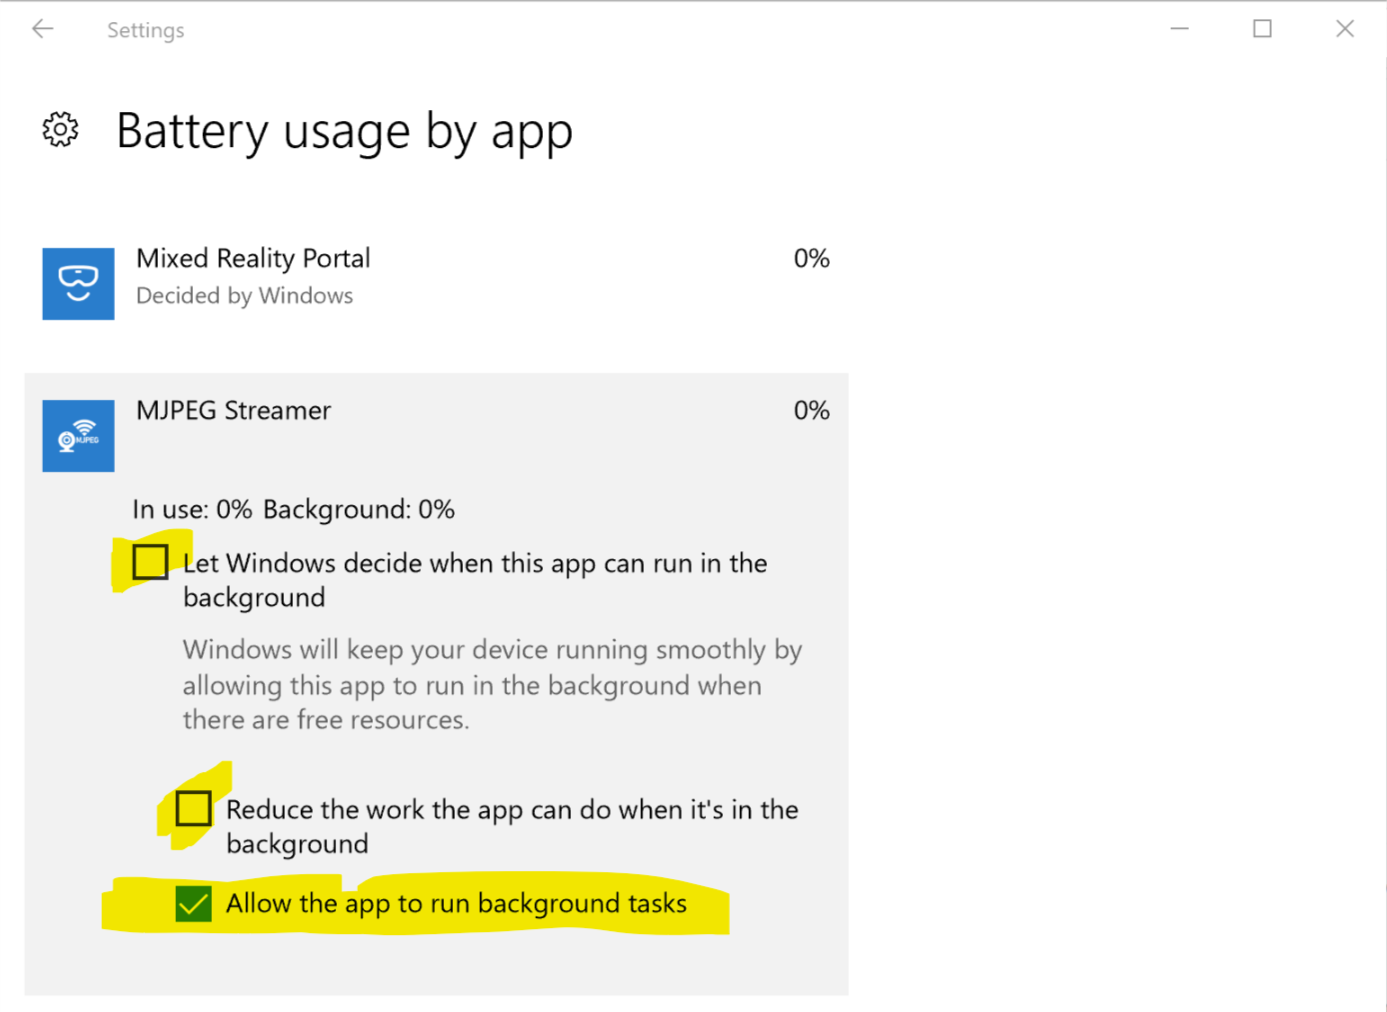 Settings
Battery usage by app
Mixed Reality Portal 0%
Decided by Windows
MJPEG Streamer 0%
MJPEG
In use: 0% Background: 0%
Let Windows decide when this app can run in the
background
Windows will keep your device running smoothly by
allowing this app to run in the background when
there are free resources.
Reduce the work the app can do when it's in the
background
Allow the app to run background tasks